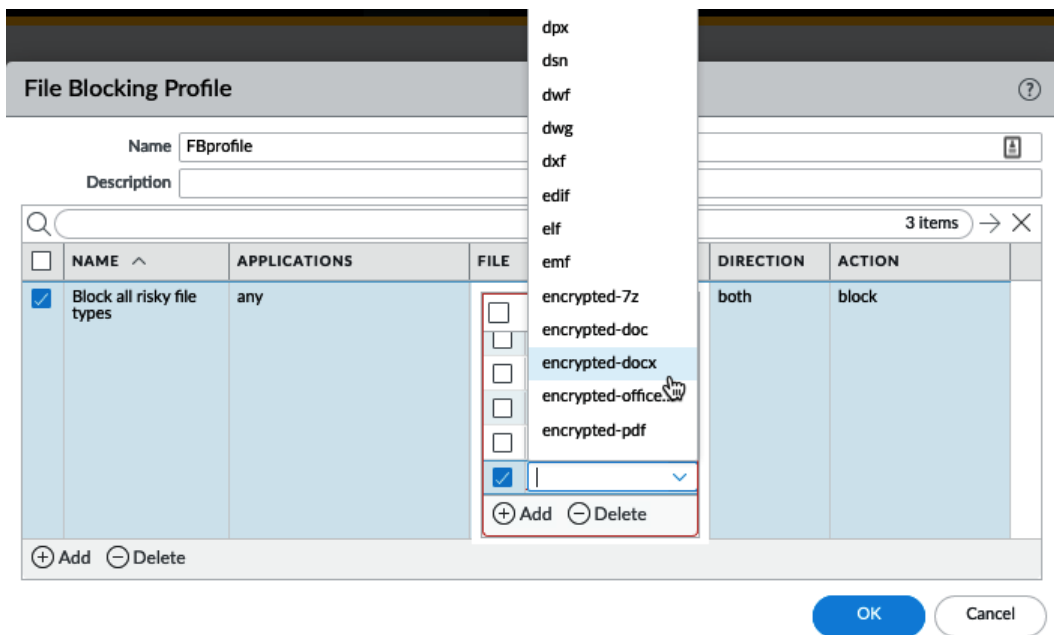 dpx
dsn
dwf
dwg
dxf
edif
elf
emf
encrypted-7z
encrypted-doc
encrypted-docx
encrypted-office...
encrypted-pdf
File Blocking Profile
Name FBprofile
Description
3 items
NAME APPLICATIONS FILE DIRECTION ACTION
Block all risky file any both block
types
Add Delete
Add Delete
OK Cancel